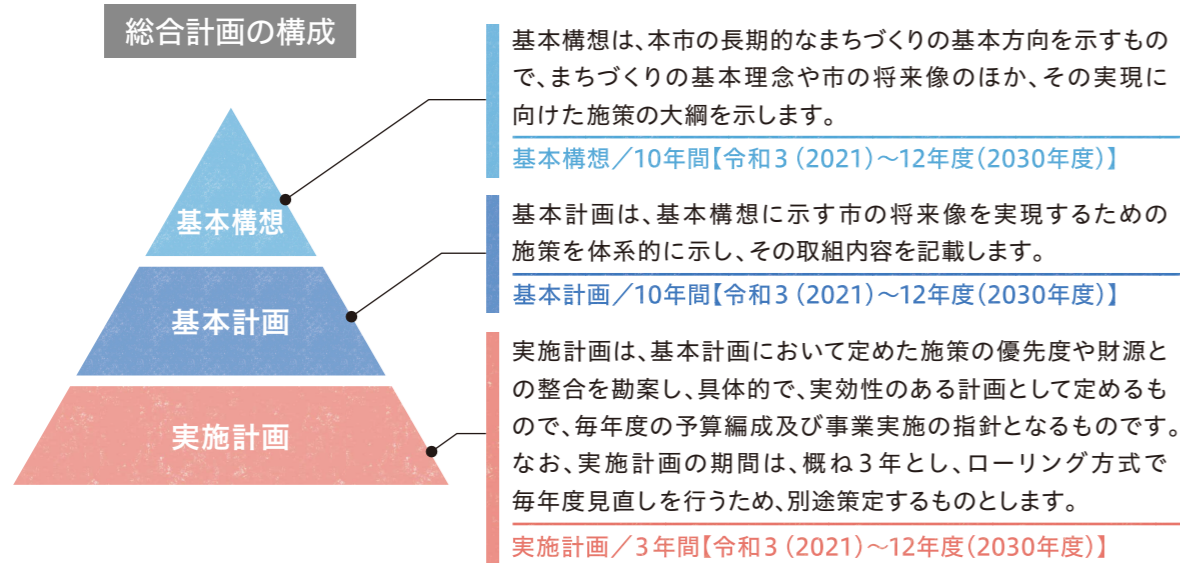 総合計画の構成
基本構想は、本市の長期的なまちづくりの基本方向を示すもの
で、まちづくりの基本理念や市の将来像のほか、その実現に
向けた施策の大綱を示します。
基本構想／10年間【令和3（2021）～12年度（2030年度）】
基本構想
基本計画は、基本構想に示す市の将来像を実現するための
施策を体系的に示し、その取組内容を記載します。
基本計画／10年間【令和3（2021）～12年度（2030年度）】
基本計画
実施計画は、基本計画において定めた施策の優先度や財源と
の整合を勘案し、具体的で、実効性のある計画として定めるも
ので、毎年度の予算編成及び事業実施の指針となるものです。
なお、実施計画の期間は、概ね3年とし、ローリング方式で
毎年度見直しを行うため、別途策定するものとします。
実施計画／3年間【令和3（2021）～12年度（2030年度）】
実施計画